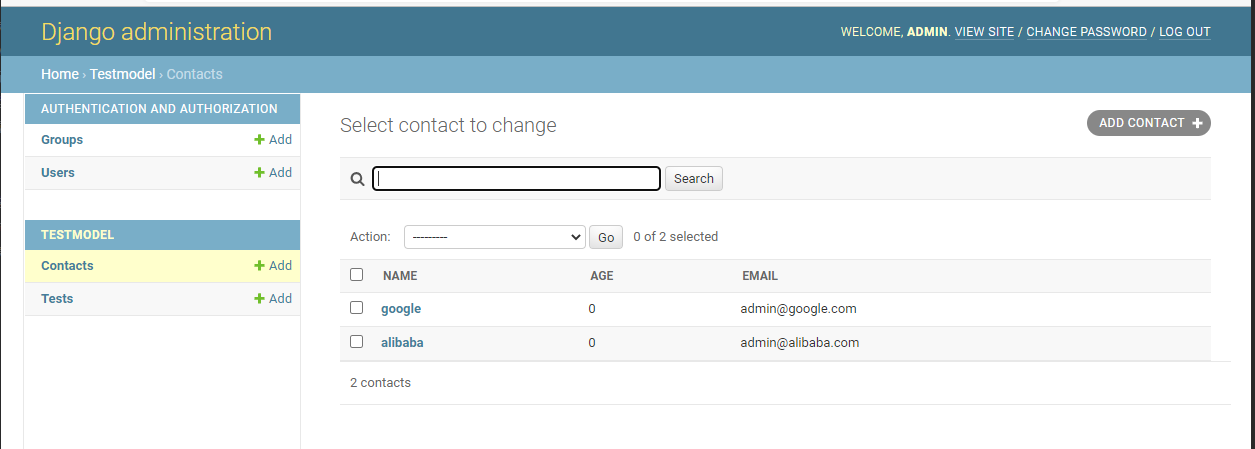 Django administration
WELCOME, ADMIN. VIEW SITE / CHANGE PASSWORD / LOG OUT
Home › Testmodel › Contacts
AUTHENTICATION AND AUTHORIZATION
Groups + Add
Users + Add
TESTMODEL
Contacts + Add
Tests + Add
Select contact to change
ADD CONTACT +
Search
Action: --------- Go 0 of 2 selected
NAME AGE EMAIL
google 0 admin@google.com
alibaba 0 admin@alibaba.com
2 contacts